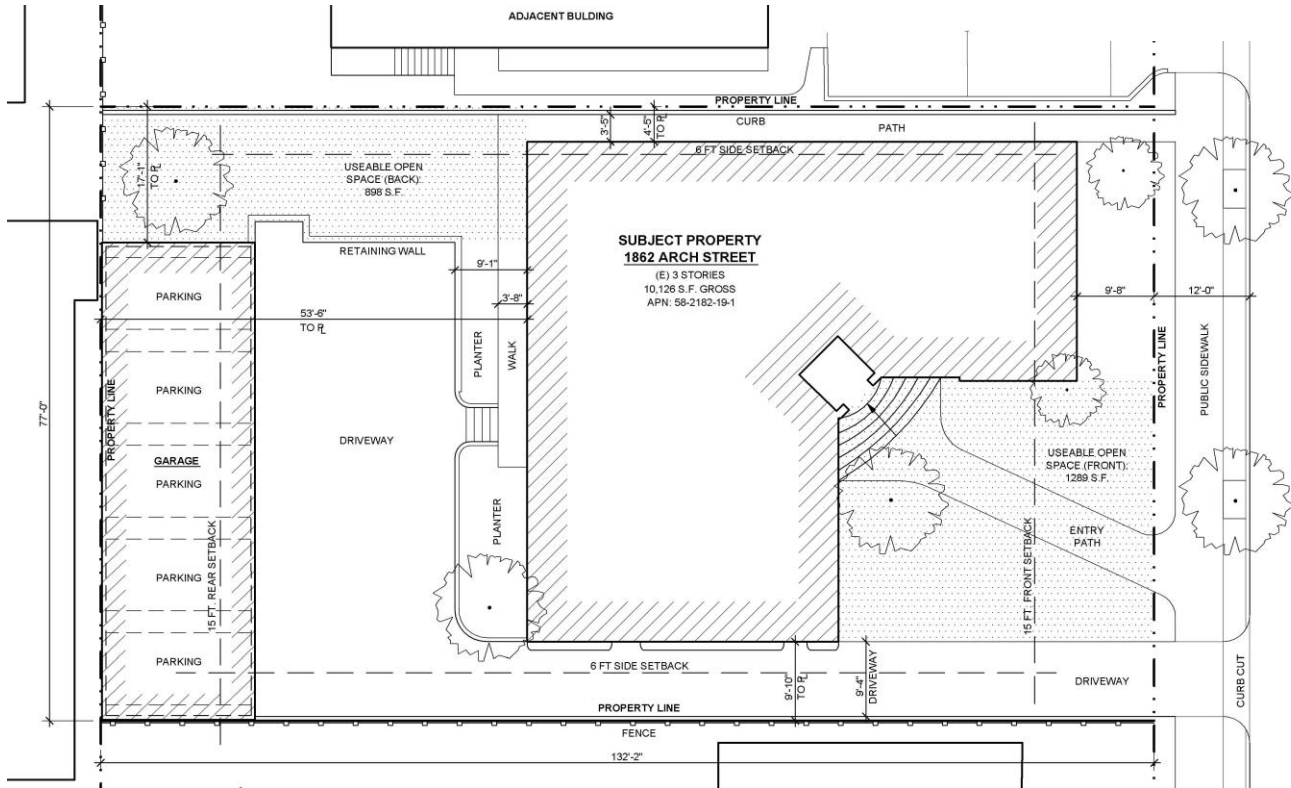 ADJACENT BULDING
PROPERTY LINE
CURB
PATH
3'-5"
4'-5"
TO PL
6 FT SIDE SETBACK
17'-1"
TO PL
USEABLE OPEN
SPACE (BACK):
898 S.F.
RETAINING WALL
SUBJECT PROPERTY
1862 ARCH STREET
(E) 3 STORIES
10,126 S.F. GROSS
APN: 58-2182-19-1
9'-1"
3'-8"
9'-8"
12'-0"
PARKING
53'-6"
TO PL
PLANTER
WALK
PROPERTY LINE
PUBLIC SIDEWALK
PARKING
PROPERTY LINE
77'-0"
DRIVEWAY
GARAGE
PARKING
USEABLE OPEN
SPACE (FRONT):
1289 S.F.
PLANTER
ENTRY
PATH
15 FT. REAR SETBACK
15 FT. FRONT SETBACK
PARKING
PARKING
6 FT SIDE SETBACK
9'-10"
TO PL
9'-4"
DRIVEWAY
DRIVEWAY
CURB CUT
PROPERTY LINE
FENCE
132'-2"